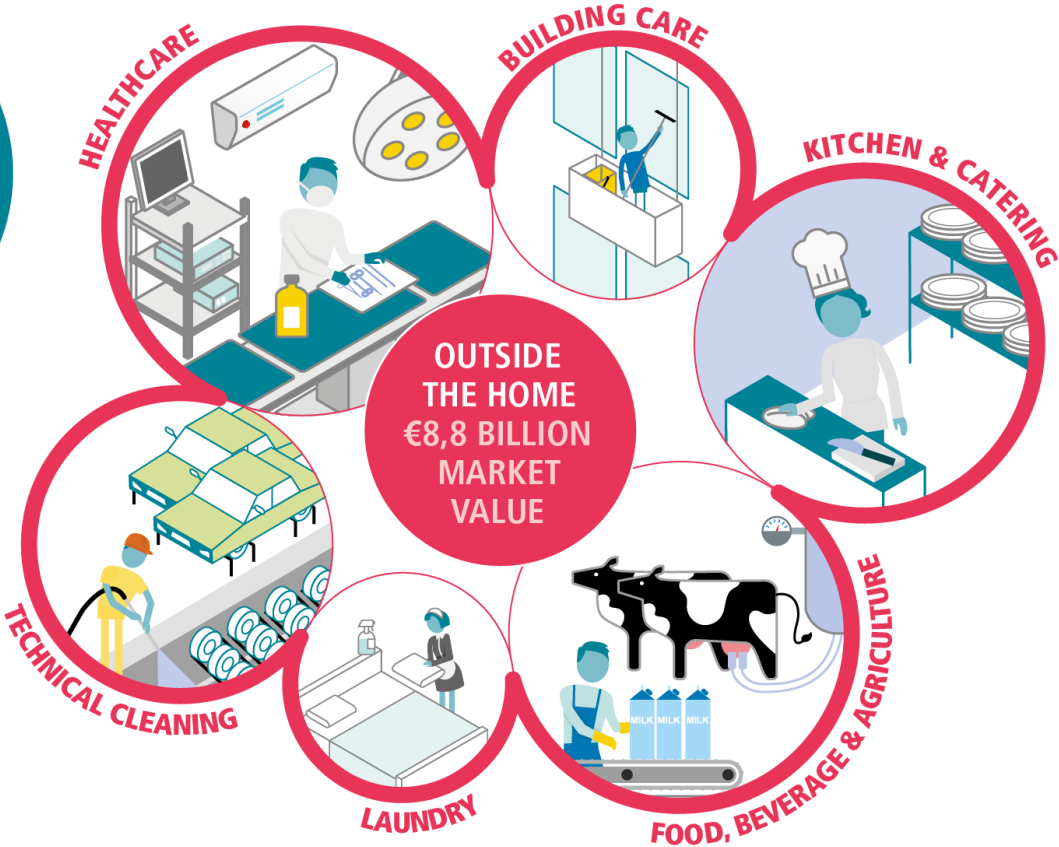 HEALTHCARE
BUILDING CARE
KITCHEN & CATERING
OUTSIDE
THE HOME
€8,8 BILLION
MARKET
VALUE
TECHNICAL CLEANING
LAUNDRY
FOOD, BEVERAGE & AGRICULTURE
MILK MILK MILK